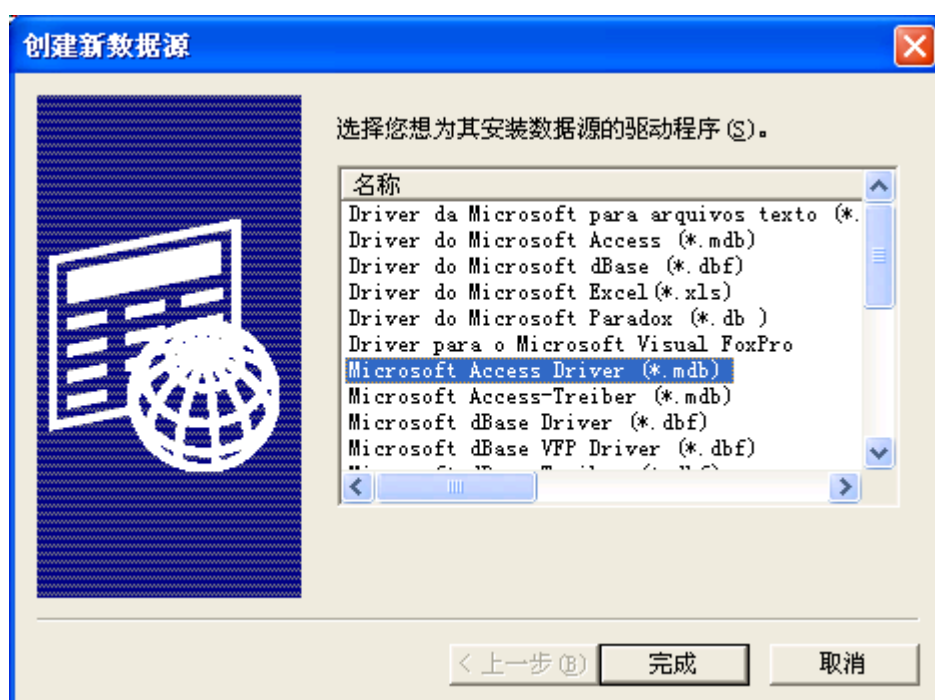 创建新数据源
选择您想为其安装数据源的驱动程序(S)。
名称
Driver da Microsoft para arquivos texto (*.
Driver do Microsoft Access (*.mdb)
Driver do Microsoft dBase (*.dbf)
Driver do Microsoft Excel(*.xls)
Driver do Microsoft Paradox (*.db )
Driver para o Microsoft Visual FoxPro
Microsoft Access Driver (*.mdb)
Microsoft Access-Treiber (*.mdb)
Microsoft dBase Driver (*.dbf)
Microsoft dBase VFP Driver (*.dbf)
< 上一步(B)
完成
取消